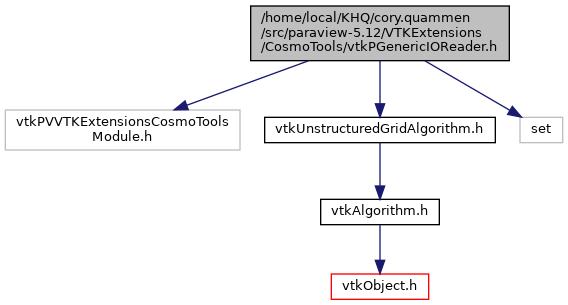 /home/local/KHQ/cory.quammen
/src/paraview-5.12/VTKExtensions
/CosmoTools/vtkPGenericIOReader.h
vtkPVVTKExtensionsCosmoTools
Module.h
vtkUnstructuredGridAlgorithm.h
set
vtkAlgorithm.h
vtkObject.h